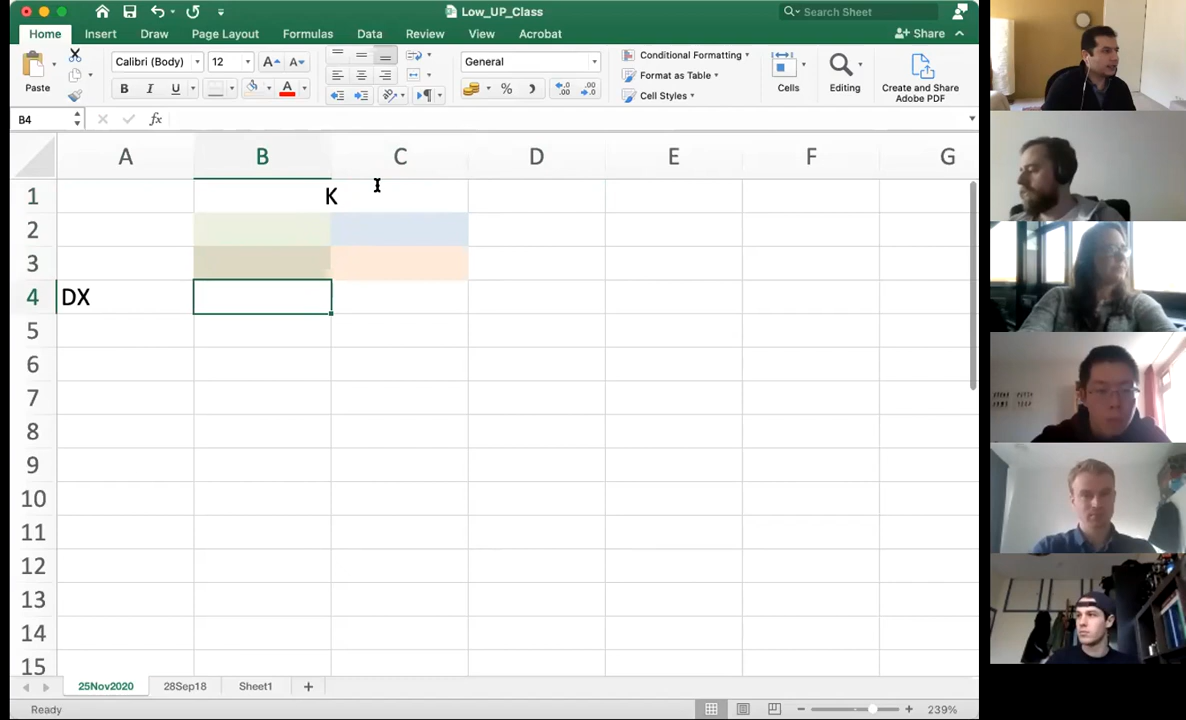 Low_UP_Class
Search Sheet
Home Insert Draw Page Layout Formulas Data Review View Acrobat Share
Paste
Calibri (Body) 12 A A
B I U A
General
% )
Conditional Formatting
Format as Table
Cell Styles
Cells
Editing
Create and Share
Adobe PDF
B4 fx
A B C D E F G
1 K
2
3
4 DX
5
6
7
8
9
10
11
12
13
14
15
25Nov2020 28Sep18 Sheet1 +
Ready 239%